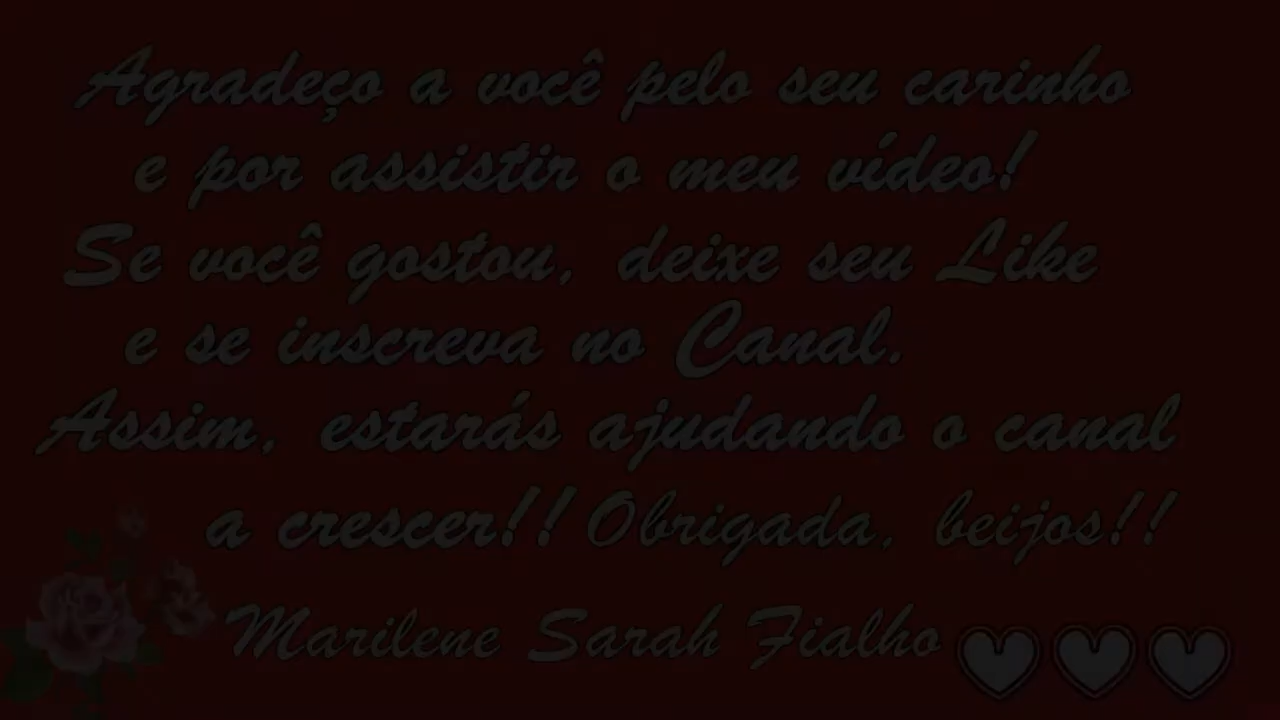 Agradeço a você pelo seu carinho
e por assistir o meu vídeo!
Se você gostou, deixe seu Like
e se inscreva no Canal.
Assim, estarás ajudando o canal
a crescer!! Obrigada, beijos!!
Marilene Sarah Fialho